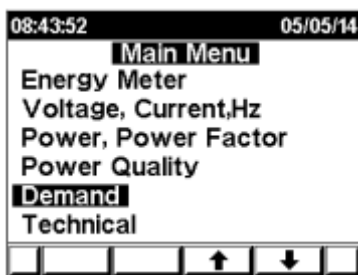 08:43:52 05/05/14
Main Menu
Energy Meter
Voltage, Current,Hz
Power, Power Factor
Power Quality
Demand
Technical